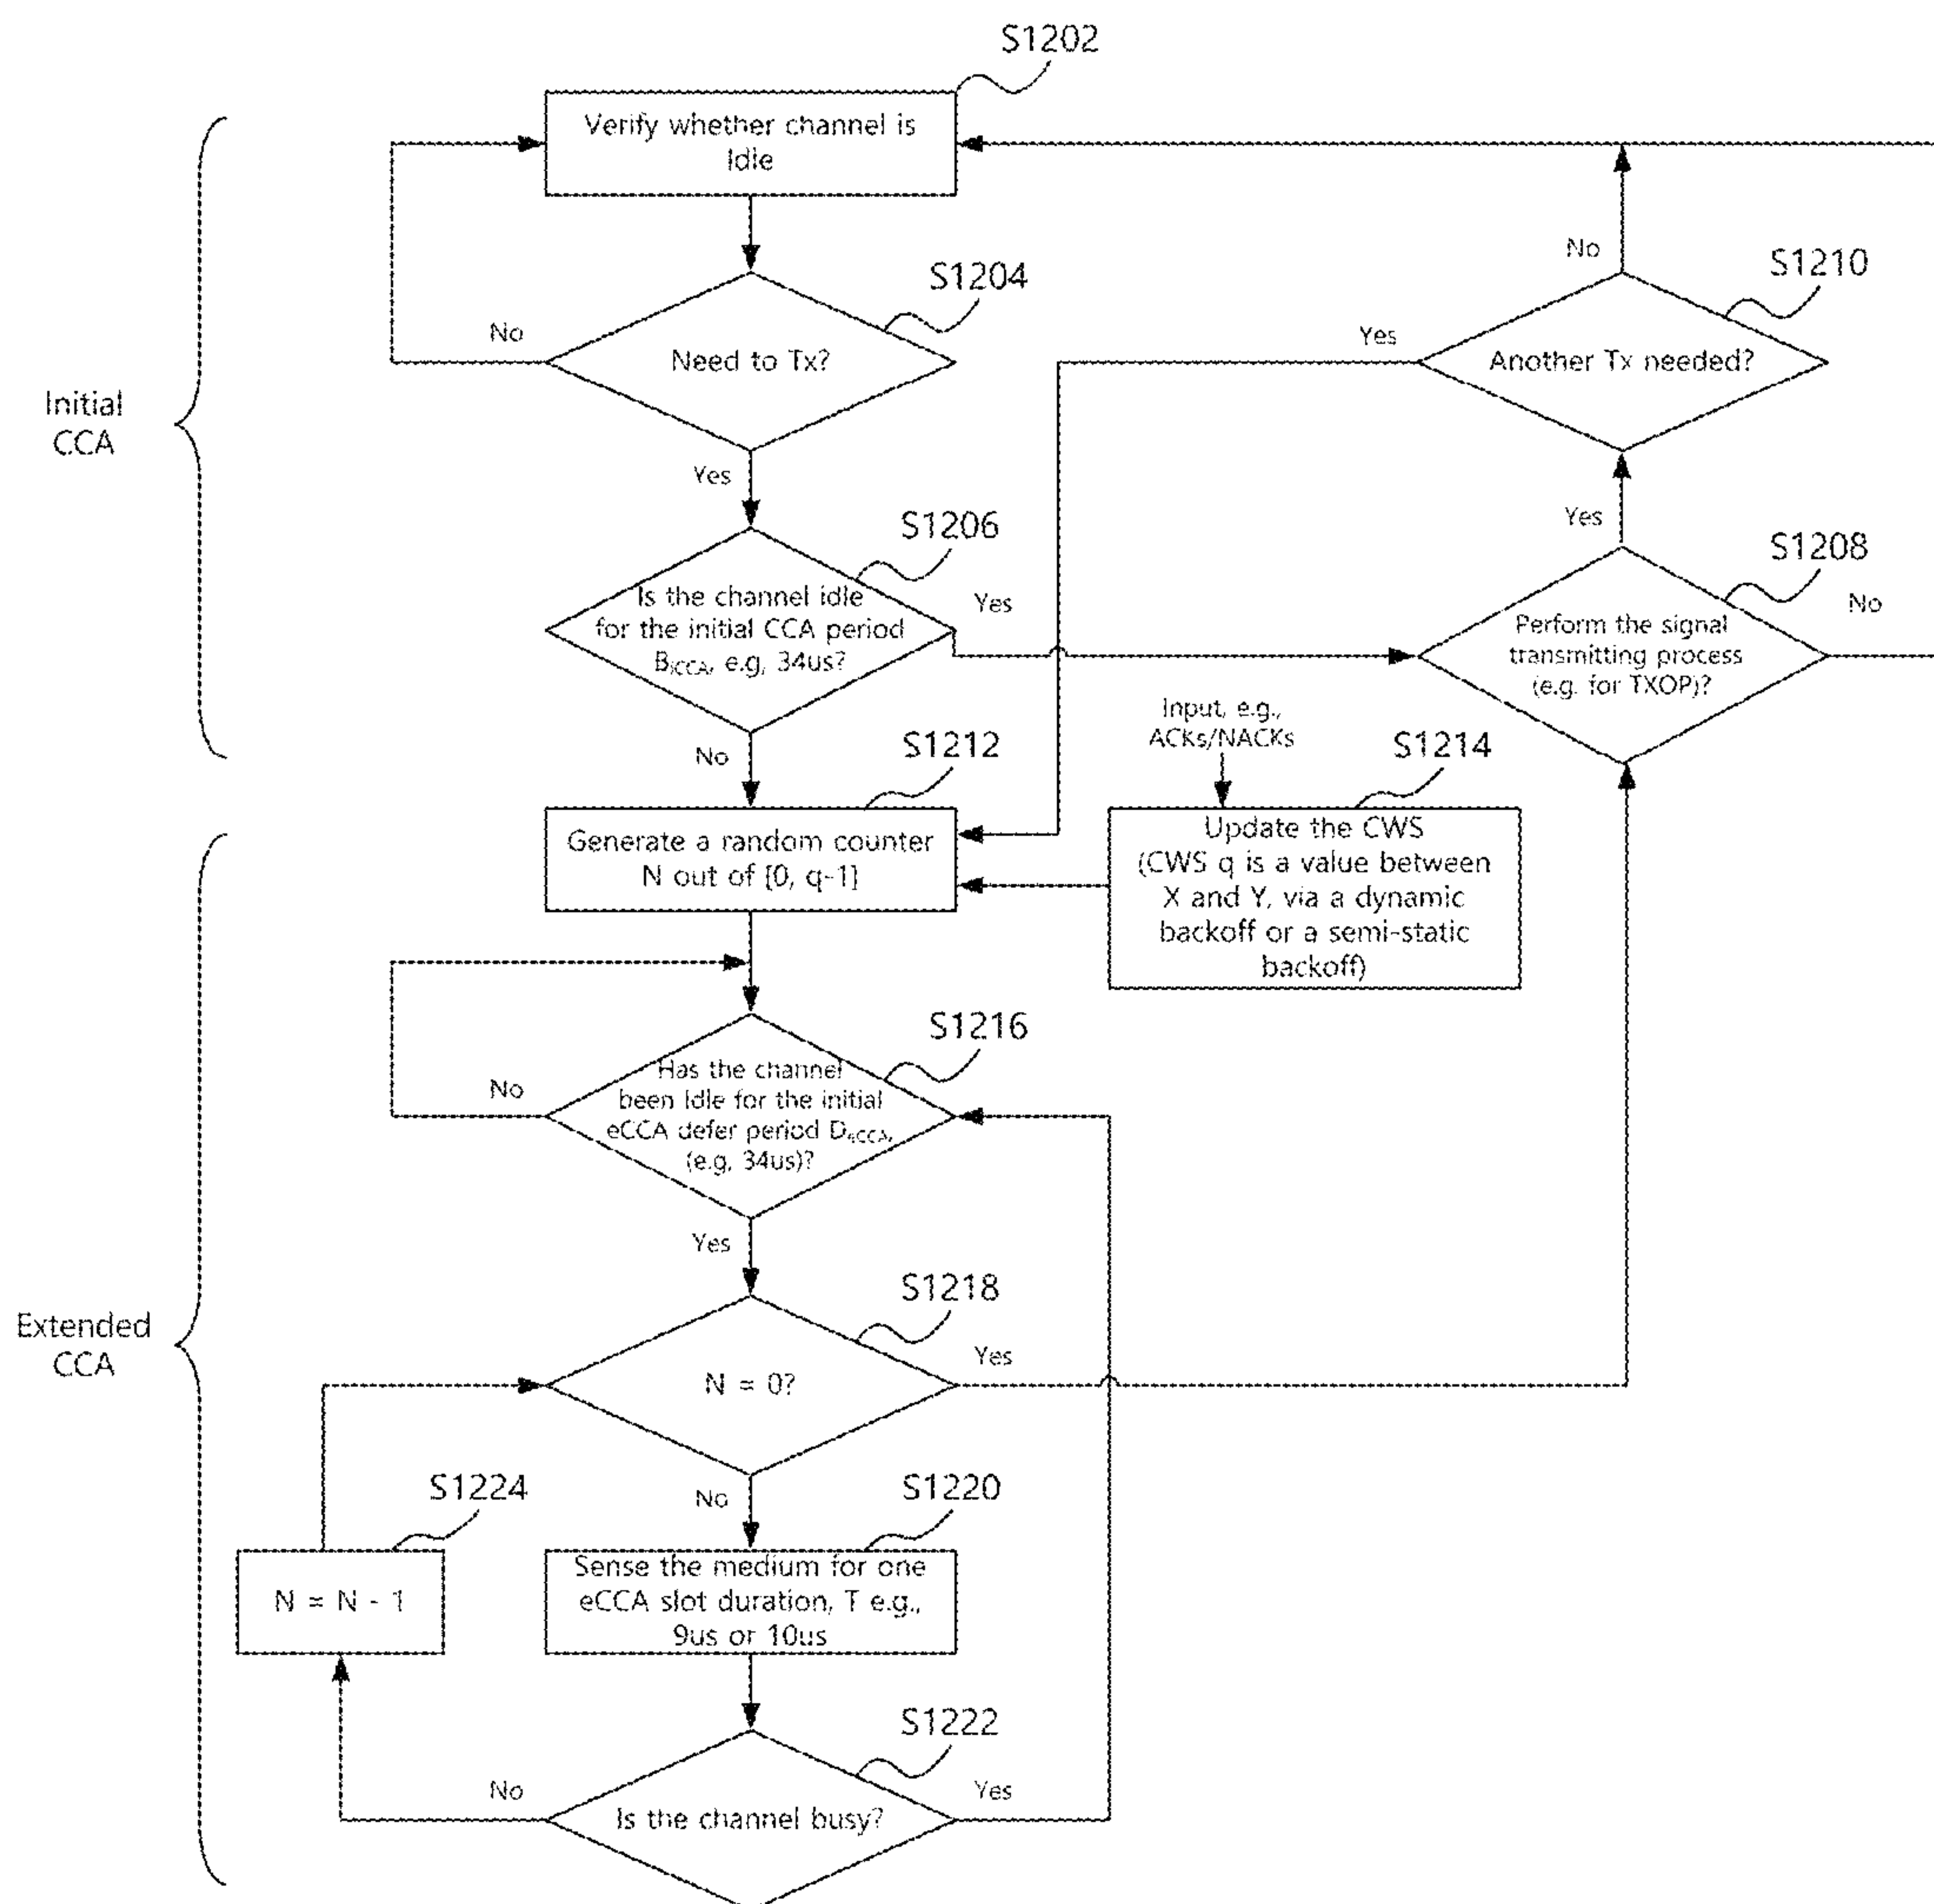 S1202
Verify whether channel is
Idle
S1204
No
Need to Tx?
Yes
No
S1210
Yes
Another Tx needed?
Initial
CCA
Yes
S1206
Is the channel idle
for the initial CCA period
BiCCA, e.g, 34us?
Yes
Yes
S1208
No
Perform the signal
transmitting process
(e.g. for TXOP)?
No
S1212
Generate a random counter
N out of [0, q-1]
Input, e.g.,
ACKs/NACKs
S1214
Update the CWS
(CWS q is a value between
X and Y, via a dynamic
backoff or a semi-static
backoff)
S1216
No
Has the channel
been Idle for the initial
eCCA defer period DeCCA,
(e.g, 34us)?
Yes
Extended
CCA
S1218
N = 0?
Yes
No
S1224
N = N - 1
S1220
Sense the medium for one
eCCA slot duration, T e.g.,
9us or 10us
S1222
No
Is the channel busy?
Yes